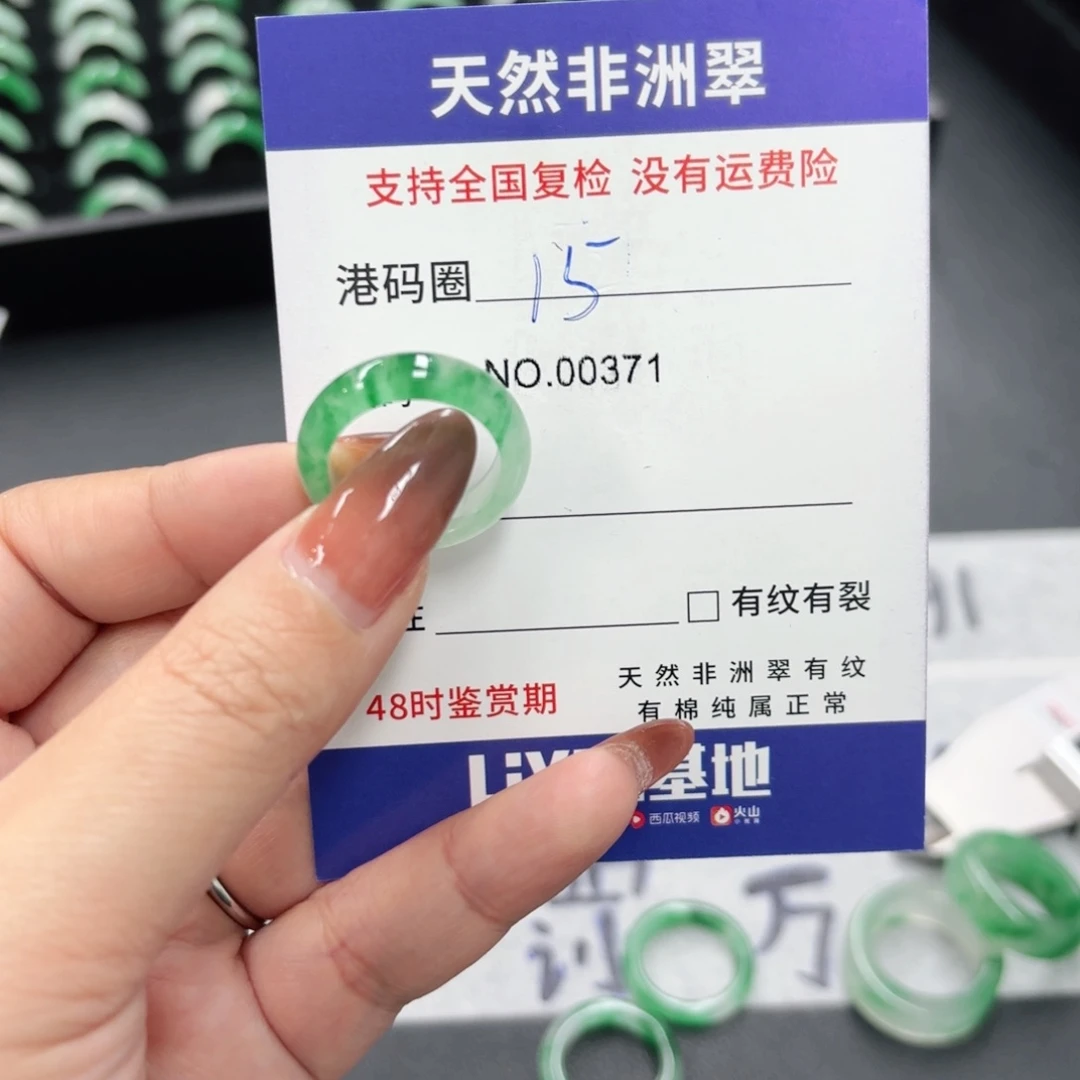 天然非洲翠
支持全国复检 没有运费险
港码圈 15
NO.00371
有纹有裂
48时鉴赏期
天然非洲翠有纹
有棉纯属正常
基地
西瓜视频 火山
讨 万